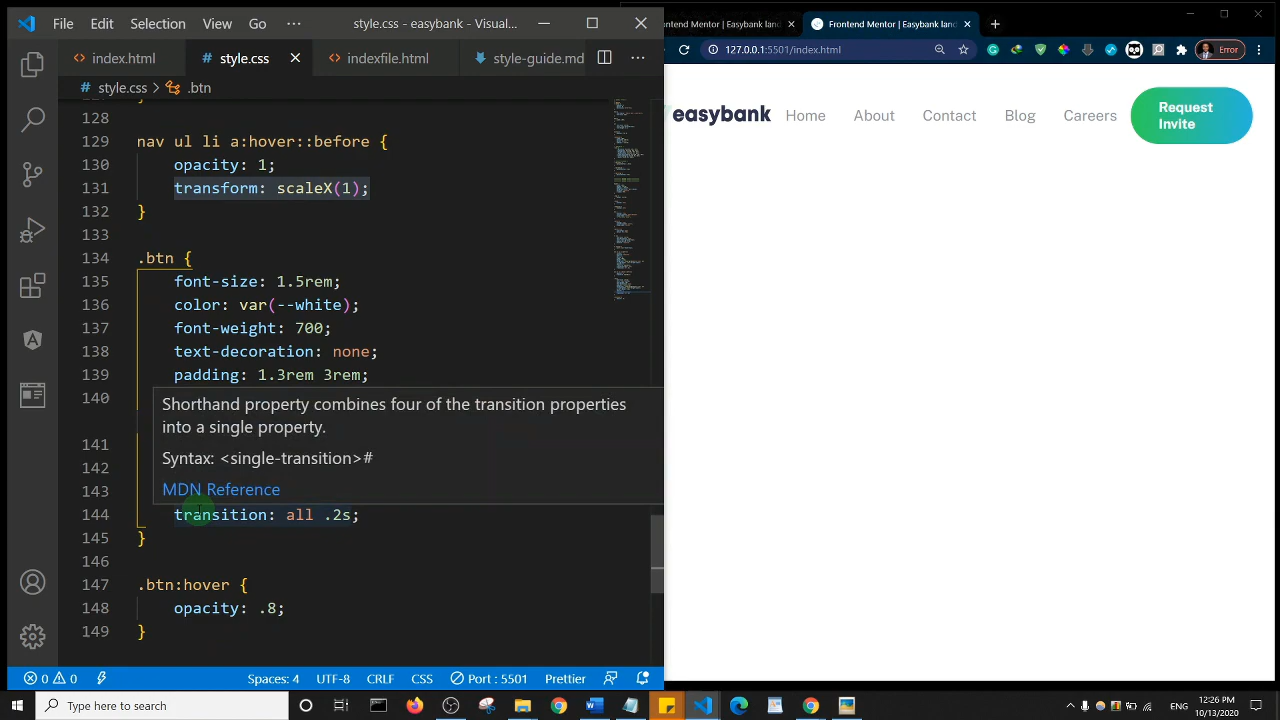 File Edit Selection View Go ··· style.css - easybank - Visual...
index.html
style.css
indexfile.html
style-guide.md
style.css > .btn
128
129 nav ul li a:hover::before {
130 opacity: 1;
131 transform: scaleX(1);
132 }
133
134 .btn {
135 font-size: 1.5rem;
136 color: var(--white);
137 font-weight: 700;
138 text-decoration: none;
139 padding: 1.3rem 3rem;
140
Shorthand property combines four of the transition properties
into a single property.
Syntax: <single-transition>#
MDN Reference
141
142
143
144 transition: all .2s;
145 }
146
147 .btn:hover {
148 opacity: .8;
149 }
0 0 Spaces: 4 UTF-8 CRLF CSS Port : 5501 Prettier
ntend Mentor | Easybank land
Frontend Mentor | Easybank land
127.0.0.1:5501/index.html
Error
easybank Home About Contact Blog Careers
Request
Invite
Type here to search
ENG
12:26 PM
10/13/2020